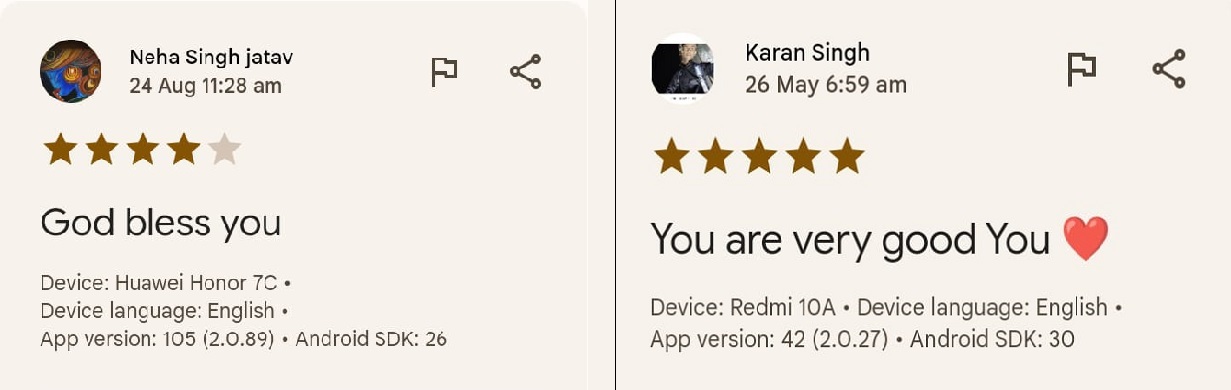 Neha Singh jatav
24 Aug 11:28 am
God bless you
Device: Huawei Honor 7C •
Device language: English •
App version: 105 (2.0.89) • Android SDK: 26
Karan Singh
26 May 6:59 am
You are very good You ❤️
Device: Redmi 10A • Device language: English •
App version: 42 (2.0.27) • Android SDK: 30